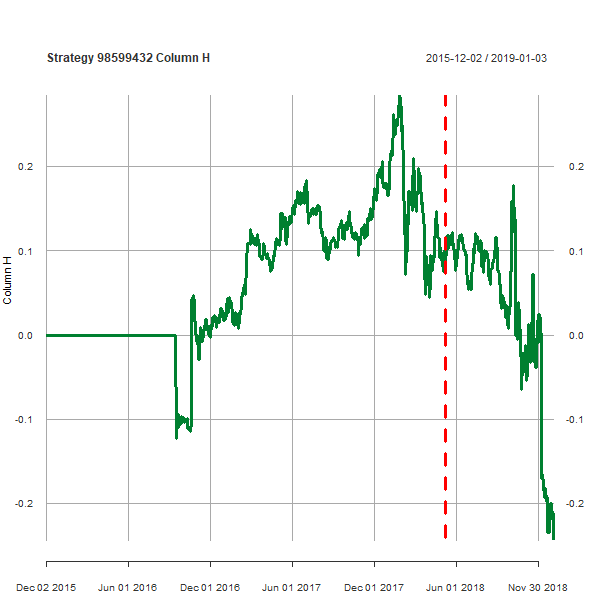 Strategy 98599432 Column H
2015-12-02 / 2019-01-03
0.2 0.2
0.1 0.1
0.0 0.0
-0.1 -0.1
-0.2 -0.2
Column H
Dec 02 2015 Jun 01 2016 Dec 01 2016 Jun 01 2017 Dec 01 2017 Jun 01 2018 Nov 30 2018